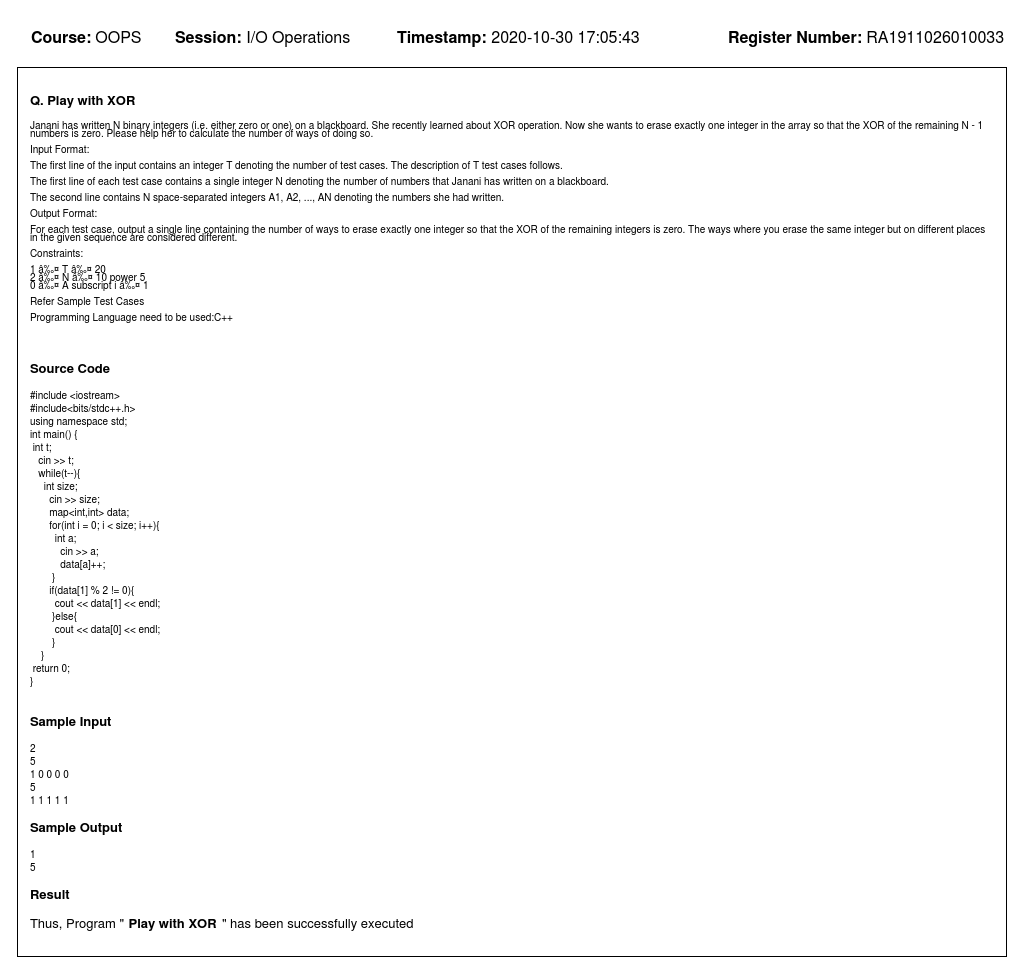 Course: OOPS Session: I/O Operations Timestamp: 2020-10-30 17:05:43 Register Number: RA1911026010033
Q. Play with XOR
Janani has written N binary integers (i.e. either zero or one) on a blackboard. She recently learned about XOR operation. Now she wants to erase exactly one integer in the array so that the XOR of the remaining N - 1
numbers is zero. Please help her to calculate the number of ways of doing so.
Input Format:
The first line of the input contains an integer T denoting the number of test cases. The description of T test cases follows.
The first line of each test case contains a single integer N denoting the number of numbers that Janani has written on a blackboard.
The second line contains N space-separated integers A1, A2, ..., AN denoting the numbers she had written.
Output Format:
For each test case, output a single line containing the number of ways to erase exactly one integer so that the XOR of the remaining integers is zero. The ways where you erase the same integer but on different places
in the given sequence are considered different.
Constraints:
1 â‰¤ T â‰¤ 20
2 â‰¤ N â‰¤ 10 power 5
0 â‰¤ A subscript i â‰¤ 1
Refer Sample Test Cases
Programming Language need to be used:C++
Source Code
#include <iostream>
#include<bits/stdc++.h>
using namespace std;
int main() {
int t;
cin >> t;
while(t--){
int size;
cin >> size;
map<int,int> data;
for(int i = 0; i < size; i++){
int a;
cin >> a;
data[a]++;
}
if(data[1] % 2 != 0){
cout << data[1] << endl;
}else{
cout << data[0] << endl;
}
}
return 0;
}
Sample Input
2
5
1 0 0 0 0
5
1 1 1 1 1
Sample Output
1
5
Result
Thus, Program " Play with XOR " has been successfully executed